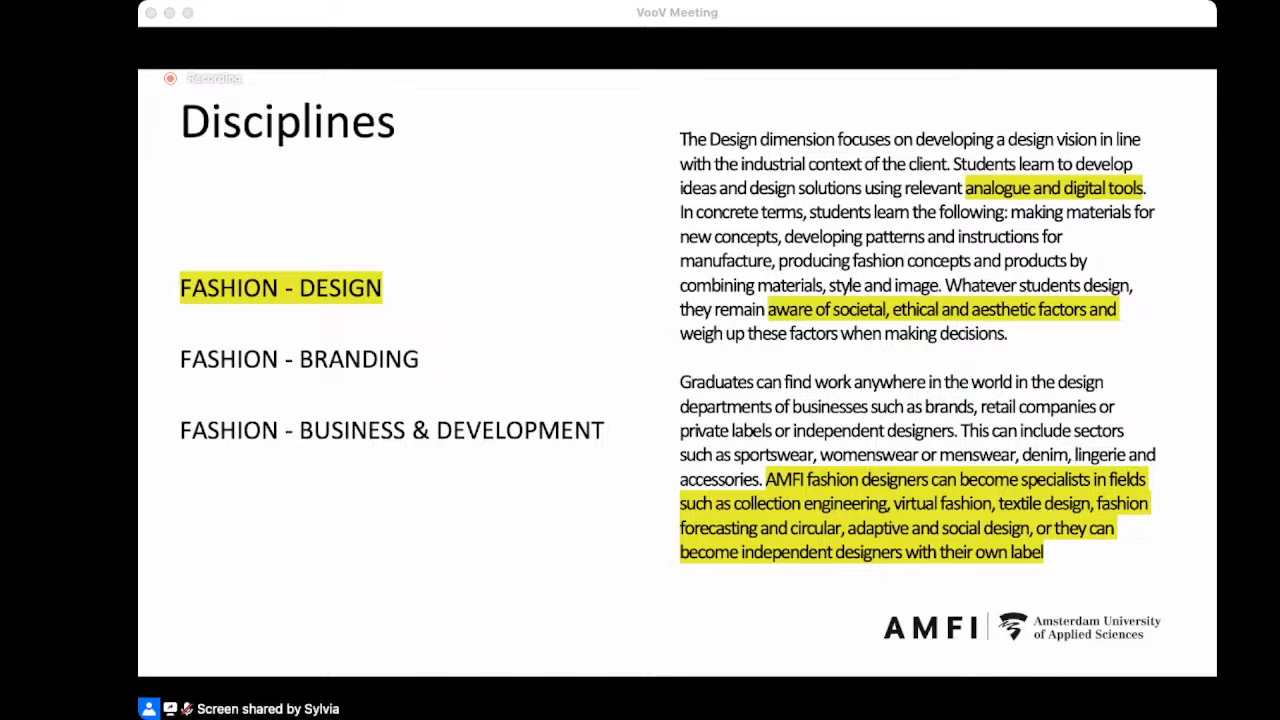 VooV Meeting
Recording
Disciplines
FASHION - DESIGN
FASHION - BRANDING
FASHION - BUSINESS & DEVELOPMENT
The Design dimension focuses on developing a design vision in line
with the industrial context of the client. Students learn to develop
ideas and design solutions using relevant analogue and digital tools.
In concrete terms, students learn the following: making materials for
new concepts, developing patterns and instructions for
manufacture, producing fashion concepts and products by
combining materials, style and image. Whatever students design,
they remain aware of societal, ethical and aesthetic factors and
weigh up these factors when making decisions.
Graduates can find work anywhere in the world in the design
departments of businesses such as brands, retail companies or
private labels or independent designers. This can include sectors
such as sportswear, womenswear or menswear, denim, lingerie and
accessories. AMFI fashion designers can become specialists in fields
such as collection engineering, virtual fashion, textile design, fashion
forecasting and circular, adaptive and social design, or they can
become independent designers with their own label
AMFI
Amsterdam University
of Applied Sciences
Screen shared by Sylvia